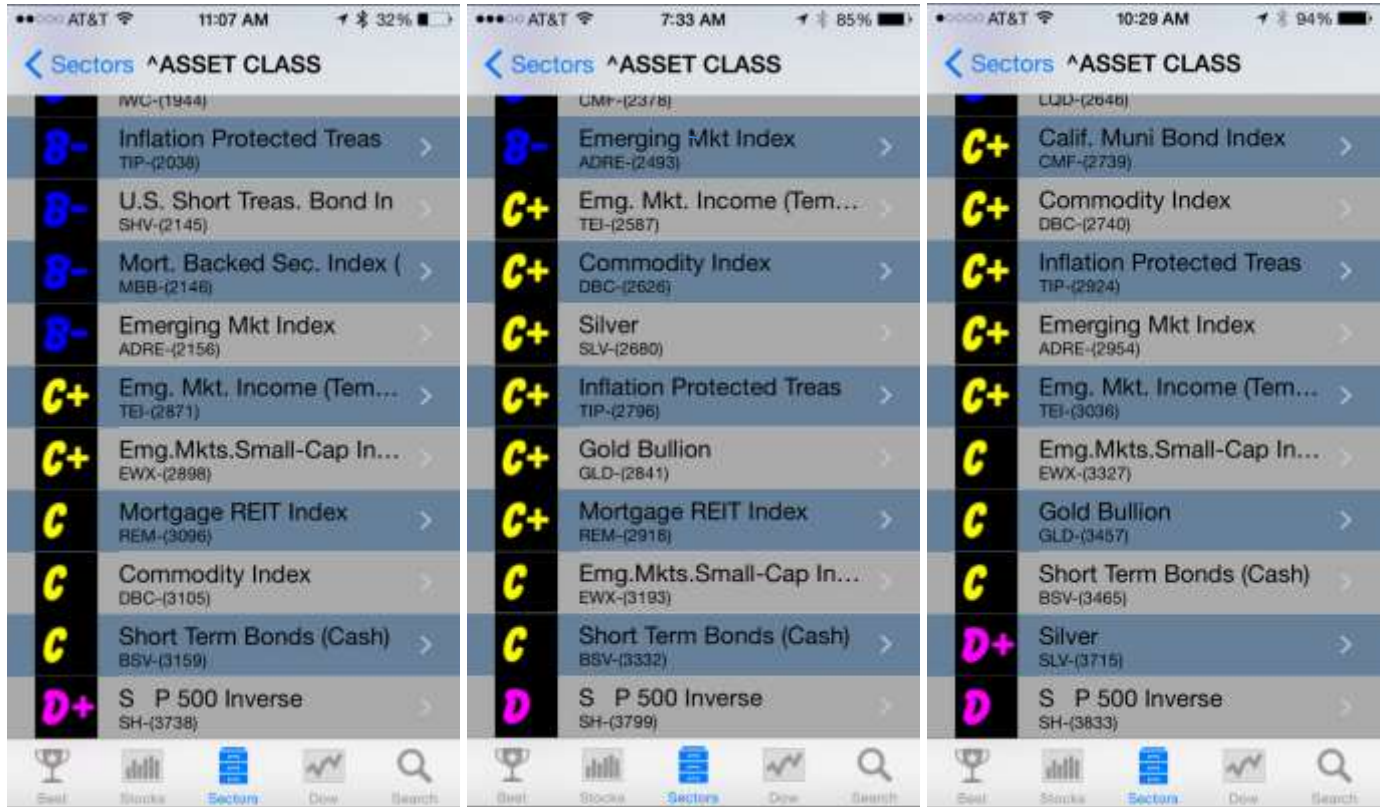 AT&T 11:07 AM 32%
Sectors ^ASSET CLASS
IWC-(1944)
B- Inflation Protected Treas
TIP-(2038)
B- U.S. Short Treas. Bond In
SHV-(2145)
B- Mort. Backed Sec. Index (
MBB-(2146)
B- Emerging Mkt Index
ADRE-(2156)
C+ Emg. Mkt. Income (Tem...
TEI-(2871)
C+ Emg.Mkts.Small-Cap In...
EWX-(2898)
C Mortgage REIT Index
REM-(3096)
C Commodity Index
DBC-(3105)
C Short Term Bonds (Cash)
BSV-(3159)
D+ S P 500 Inverse
SH-(3738)
Best Stocks Sectors Dow Search
AT&T 7:33 AM 85%
Sectors ^ASSET CLASS
CMF-(2378)
B- Emerging Mkt Index
ADRE-(2493)
C+ Emg. Mkt. Income (Tem...
TEI-(2587)
C+ Commodity Index
DBC-(2626)
C+ Silver
SLV-(2680)
C+ Inflation Protected Treas
TIP-(2796)
C+ Gold Bullion
GLD-(2841)
C+ Mortgage REIT Index
REM-(2918)
C Emg.Mkts.Small-Cap In...
EWX-(3193)
C Short Term Bonds (Cash)
BSV-(3332)
D S P 500 Inverse
SH-(3799)
Best Stocks Sectors Dow Search
AT&T 10:29 AM 94%
Sectors ^ASSET CLASS
LQD-(2646)
C+ Calif. Muni Bond Index
CMF-(2739)
C+ Commodity Index
DBC-(2740)
C+ Inflation Protected Treas
TIP-(2924)
C+ Emerging Mkt Index
ADRE-(2954)
C+ Emg. Mkt. Income (Tem...
TEI-(3036)
C Emg.Mkts.Small-Cap In...
EWX-(3327)
C Gold Bullion
GLD-(3457)
C Short Term Bonds (Cash)
BSV-(3465)
D+ Silver
SLV-(3715)
D S P 500 Inverse
SH-(3833)
Best Stocks Sectors Dow Search